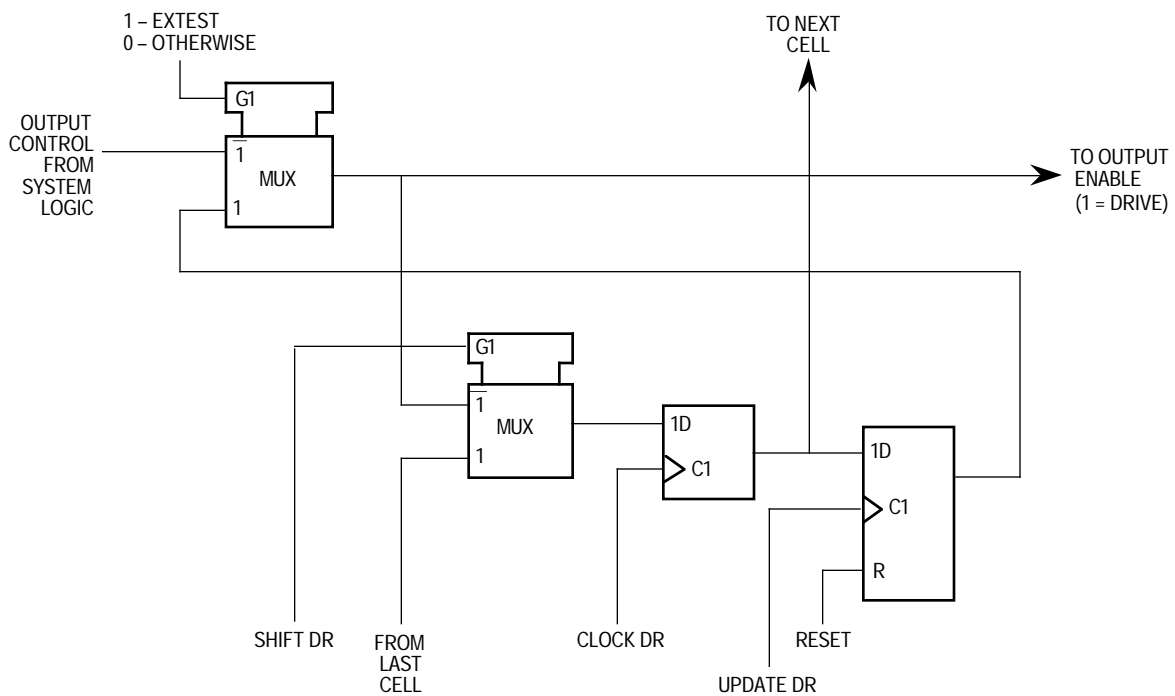 1 – EXTEST
0 – OTHERWISE
TO NEXT
CELL
G1
OUTPUT
CONTROL
FROM
SYSTEM
LOGIC
1
MUX
1
TO OUTPUT
ENABLE
(1 = DRIVE)
G1
1
MUX
1
1D
C1
1D
C1
R
SHIFT DR
FROM
LAST
CELL
CLOCK DR
RESET
UPDATE DR